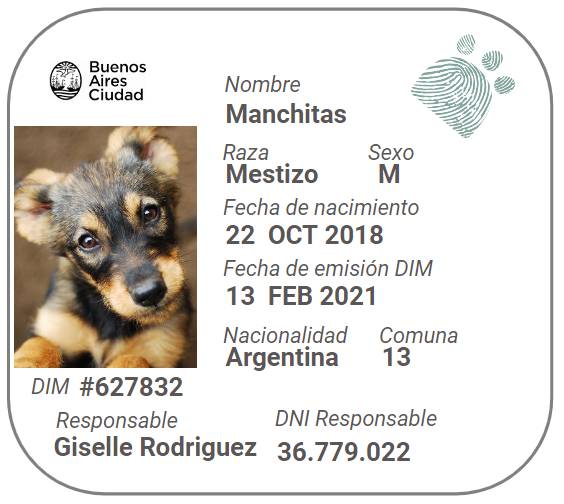 Buenos
Aires
Ciudad
Nombre
Manchitas
Raza Sexo
Mestizo M
Fecha de nacimiento
22 OCT 2018
Fecha de emisión DIM
13 FEB 2021
Nacionalidad Comuna
Argentina 13
DIM #627832
Responsable DNI Responsable
Giselle Rodriguez 36.779.022